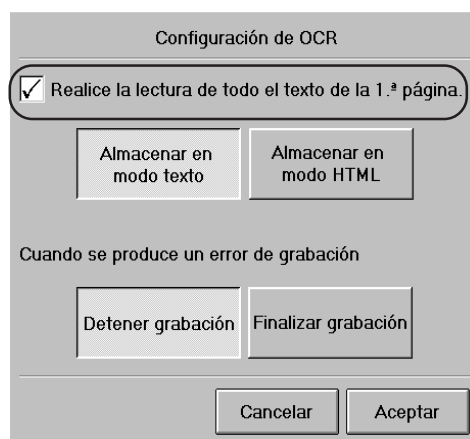 Configuración de OCR
Realice la lectura de todo el texto de la 1.ª página.
Almacenar en
modo texto
Almacenar en
modo HTML
Cuando se produce un error de grabación
Detener grabación
Finalizar grabación
Cancelar
Aceptar